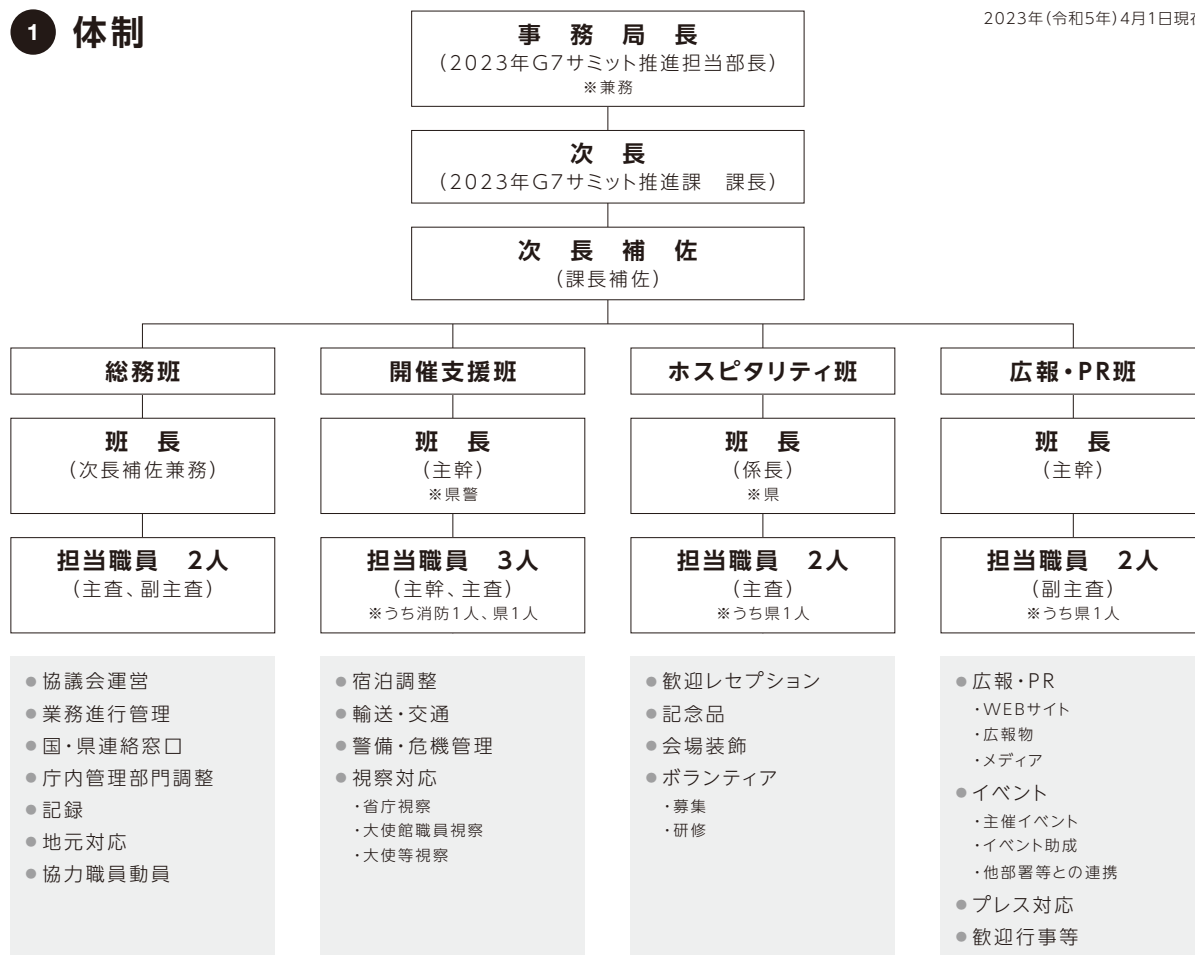 1 体制
2023年(令和5年)4月1日現在
事務局長
(2023年G7サミット推進担当部長)
※兼務
次長
(2023年G7サミット推進課 課長)
次長補佐
(課長補佐)
総務班
班長
(次長補佐兼務)
担当職員 2人
(主査、副主査)
●協議会運営
●業務進行管理
●国・県連絡窓口
●庁内管理部門調整
●記録
●地元対応
●協力職員動員
開催支援班
班長
(主幹)
※県警
担当職員 3人
(主幹、主査)
※うち消防1人、県1人
●宿泊調整
●輸送・交通
●警備・危機管理
●視察対応
・省庁視察
・大使館職員視察
・大使等視察
ホスピタリティ班
班長
(係長)
※県
担当職員 2人
(主査)
※うち県1人
●歓迎レセプション
●記念品
●会場装飾
●ボランティア
・募集
・研修
広報・PR班
班長
(主幹)
担当職員 2人
(副主査)
※うち県1人
●広報・PR
・WEBサイト
・広報物
・メディア
●イベント
・主催イベント
・イベント助成
・他部署等との連携
●プレス対応
●歓迎行事等